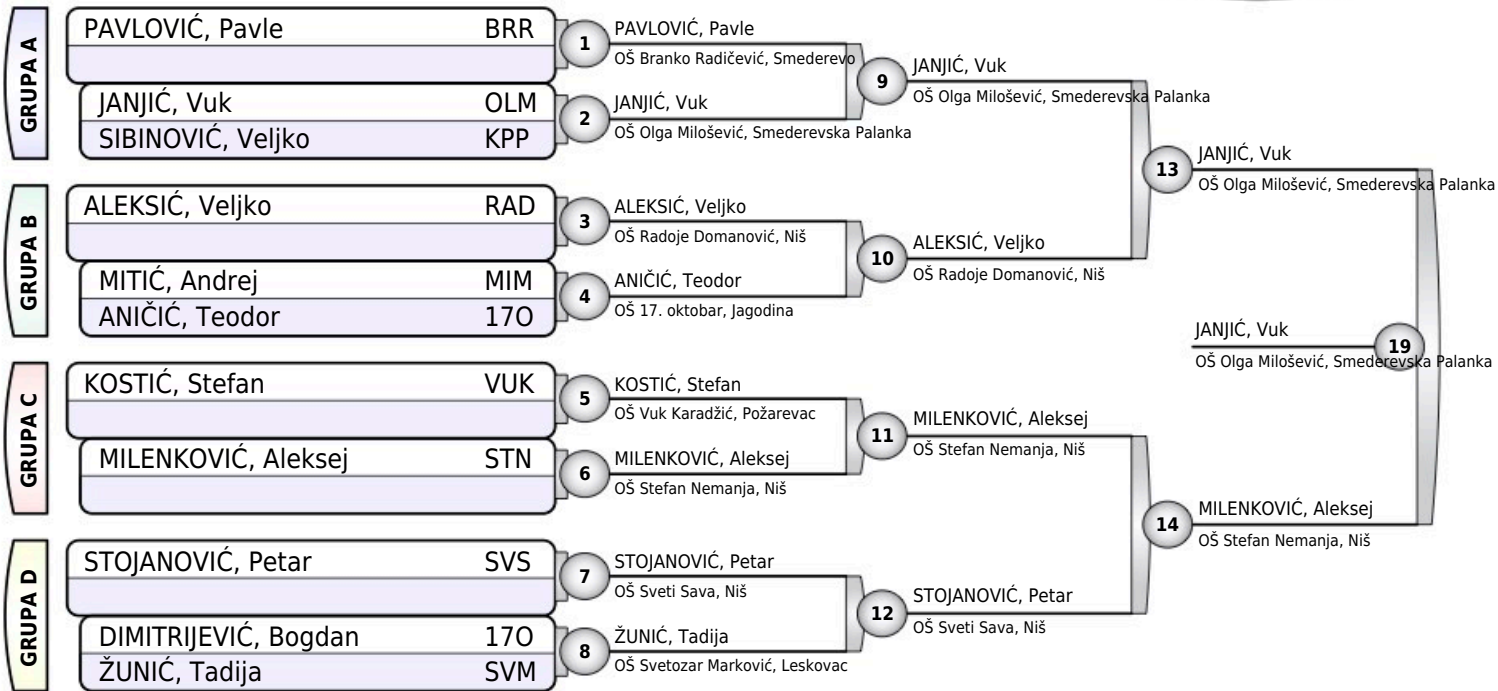 GRUPA A
PAVLOVIĆ, Pavle BRR
JANJIĆ, Vuk OLM
SIBINOVIĆ, Veljko KPP
GRUPA B
ALEKSIĆ, Veljko RAD
MITIĆ, Andrej MIM
ANIČIĆ, Teodor 17O
GRUPA C
KOSTIĆ, Stefan VUK
MILENKOVIĆ, Aleksej STN
GRUPA D
STOJANOVIĆ, Petar SVS
DIMITRIJEVIĆ, Bogdan 17O
ŽUNIĆ, Tadija SVM
1
PAVLOVIĆ, Pavle
OŠ Branko Radičević, Smederevo
2
JANJIĆ, Vuk
OŠ Olga Milošević, Smederevska Palanka
3
ALEKSIĆ, Veljko
OŠ Radoje Domanović, Niš
4
ANIČIĆ, Teodor
OŠ 17. oktobar, Jagodina
5
KOSTIĆ, Stefan
OŠ Vuk Karadžić, Požarevac
6
MILENKOVIĆ, Aleksej
OŠ Stefan Nemanja, Niš
7
STOJANOVIĆ, Petar
OŠ Sveti Sava, Niš
8
ŽUNIĆ, Tadija
OŠ Svetozar Marković, Leskovac
9
JANJIĆ, Vuk
OŠ Olga Milošević, Smederevska Palanka
10
ALEKSIĆ, Veljko
OŠ Radoje Domanović, Niš
11
MILENKOVIĆ, Aleksej
OŠ Stefan Nemanja, Niš
12
STOJANOVIĆ, Petar
OŠ Sveti Sava, Niš
13
JANJIĆ, Vuk
OŠ Olga Milošević, Smederevska Palanka
14
MILENKOVIĆ, Aleksej
OŠ Stefan Nemanja, Niš
JANJIĆ, Vuk
19
OŠ Olga Milošević, Smederevska Palanka